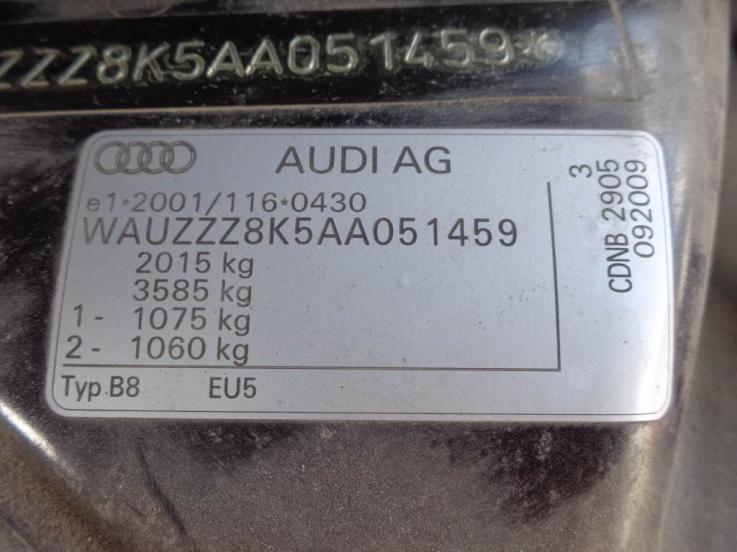 ZZZ8K5AA051459
AUDI AG
e1*2001/116*0430
WAUZZZ8K5AA051459
2015 kg
3585 kg
1- 1075 kg
2- 1060 kg
Typ B8 EU5
3
CDNB 2905
092009